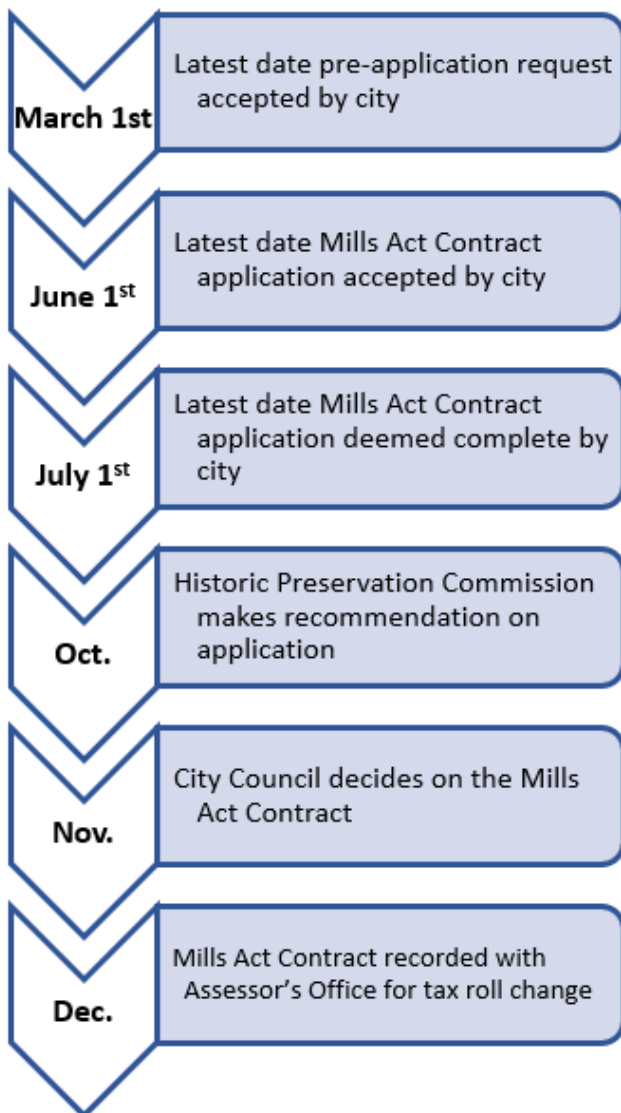 March 1st
Latest date pre-application request
accepted by city
June 1st
Latest date Mills Act Contract
application accepted by city
July 1st
Latest date Mills Act Contract
application deemed complete by
city
Oct.
Historic Preservation Commission
makes recommendation on
application
Nov.
City Council decides on the Mills
Act Contract
Dec.
Mills Act Contract recorded with
Assessor's Office for tax roll change